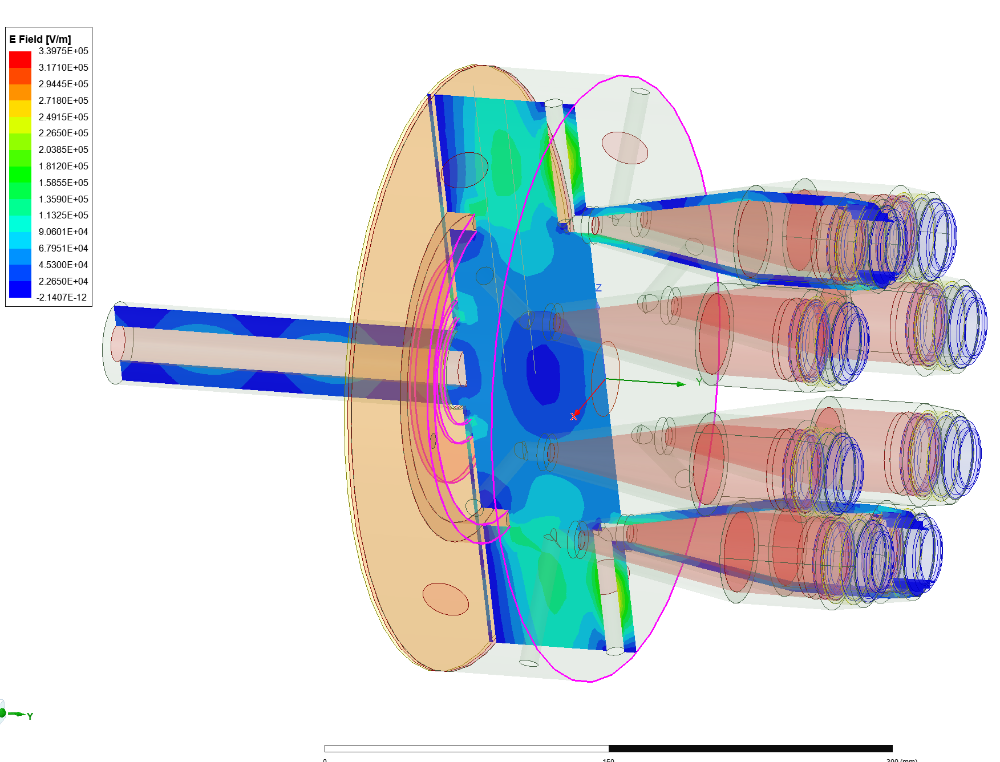 E Field [V/m]
3.3975E+05
3.1710E+05
2.9445E+05
2.7180E+05
2.4915E+05
2.2650E+05
2.0385E+05
1.8120E+05
1.5855E+05
1.3590E+05
1.1325E+05
9.0601E+04
6.7951E+04
4.5300E+04
2.2650E+04
-2.1407E-12
Z
Y
X
Y
0 150 300 (mm)